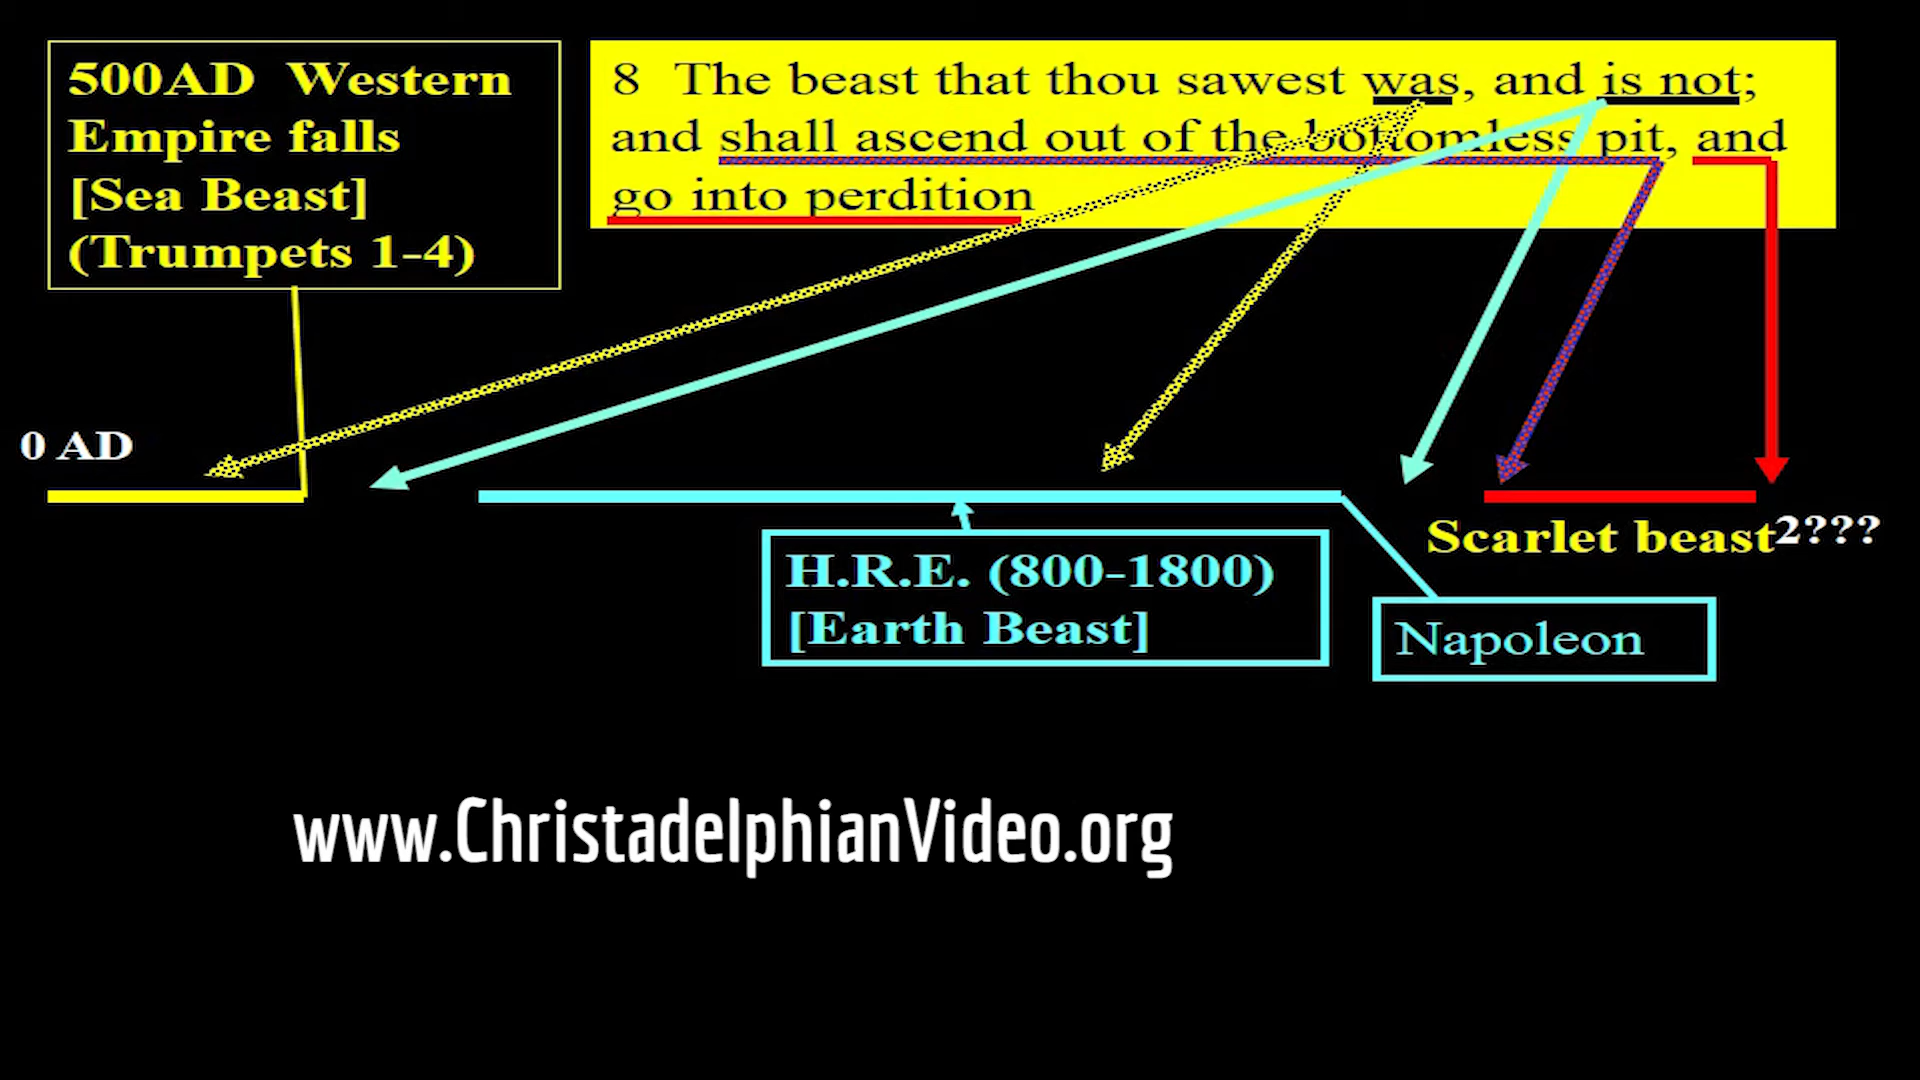 500AD Western
Empire falls
[Sea Beast]
(Trumpets 1-4)
8 The beast that thou sawest was, and is not;
and shall ascend out of the bottomless pit, and
go into perdition
0 AD
Scarlet beast
2???
H.R.E. (800-1800)
[Earth Beast]
Napoleon
www.ChristadelphianVideo.org